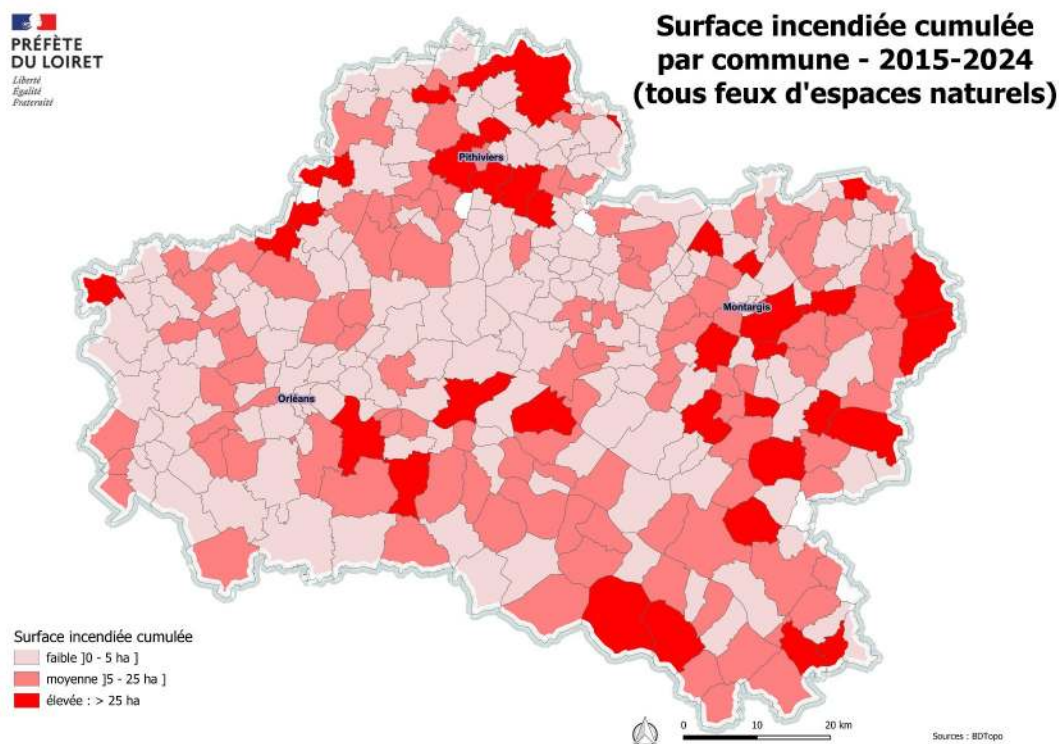 PRÉFÈTE
DU LOIRET
Liberté
Égalité
Fraternité
Surface incendiée cumulée
par commune - 2015-2024
(tous feux d'espaces naturels)
Pithiviers
Montargis
Orléans
Surface incendiée cumulée
faible ]0 - 5 ha ]
moyenne ]5 - 25 ha ]
élevée : > 25 ha
0 10 20 km
Sources : BDTopo